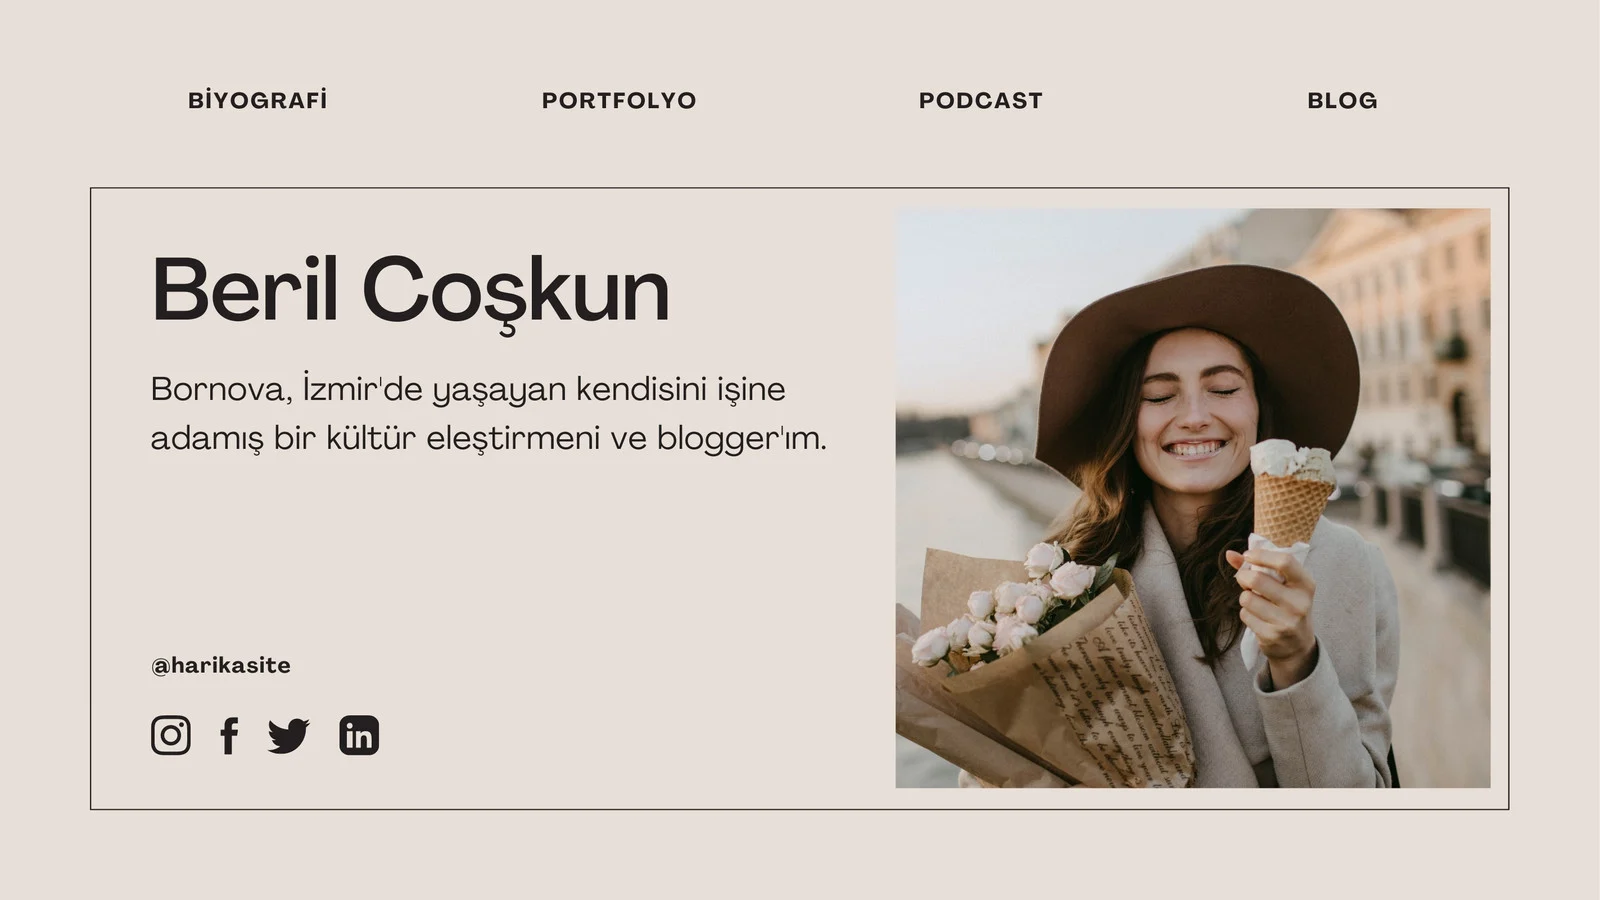 BİYOGRAFİ
PORTFOLYO
PODCAST
BLOG
Beril Coşkun
Bornova, İzmir'de yaşayan kendisini işine
adamış bir kültür eleştirmeni ve blogger'ım.
@harikasite